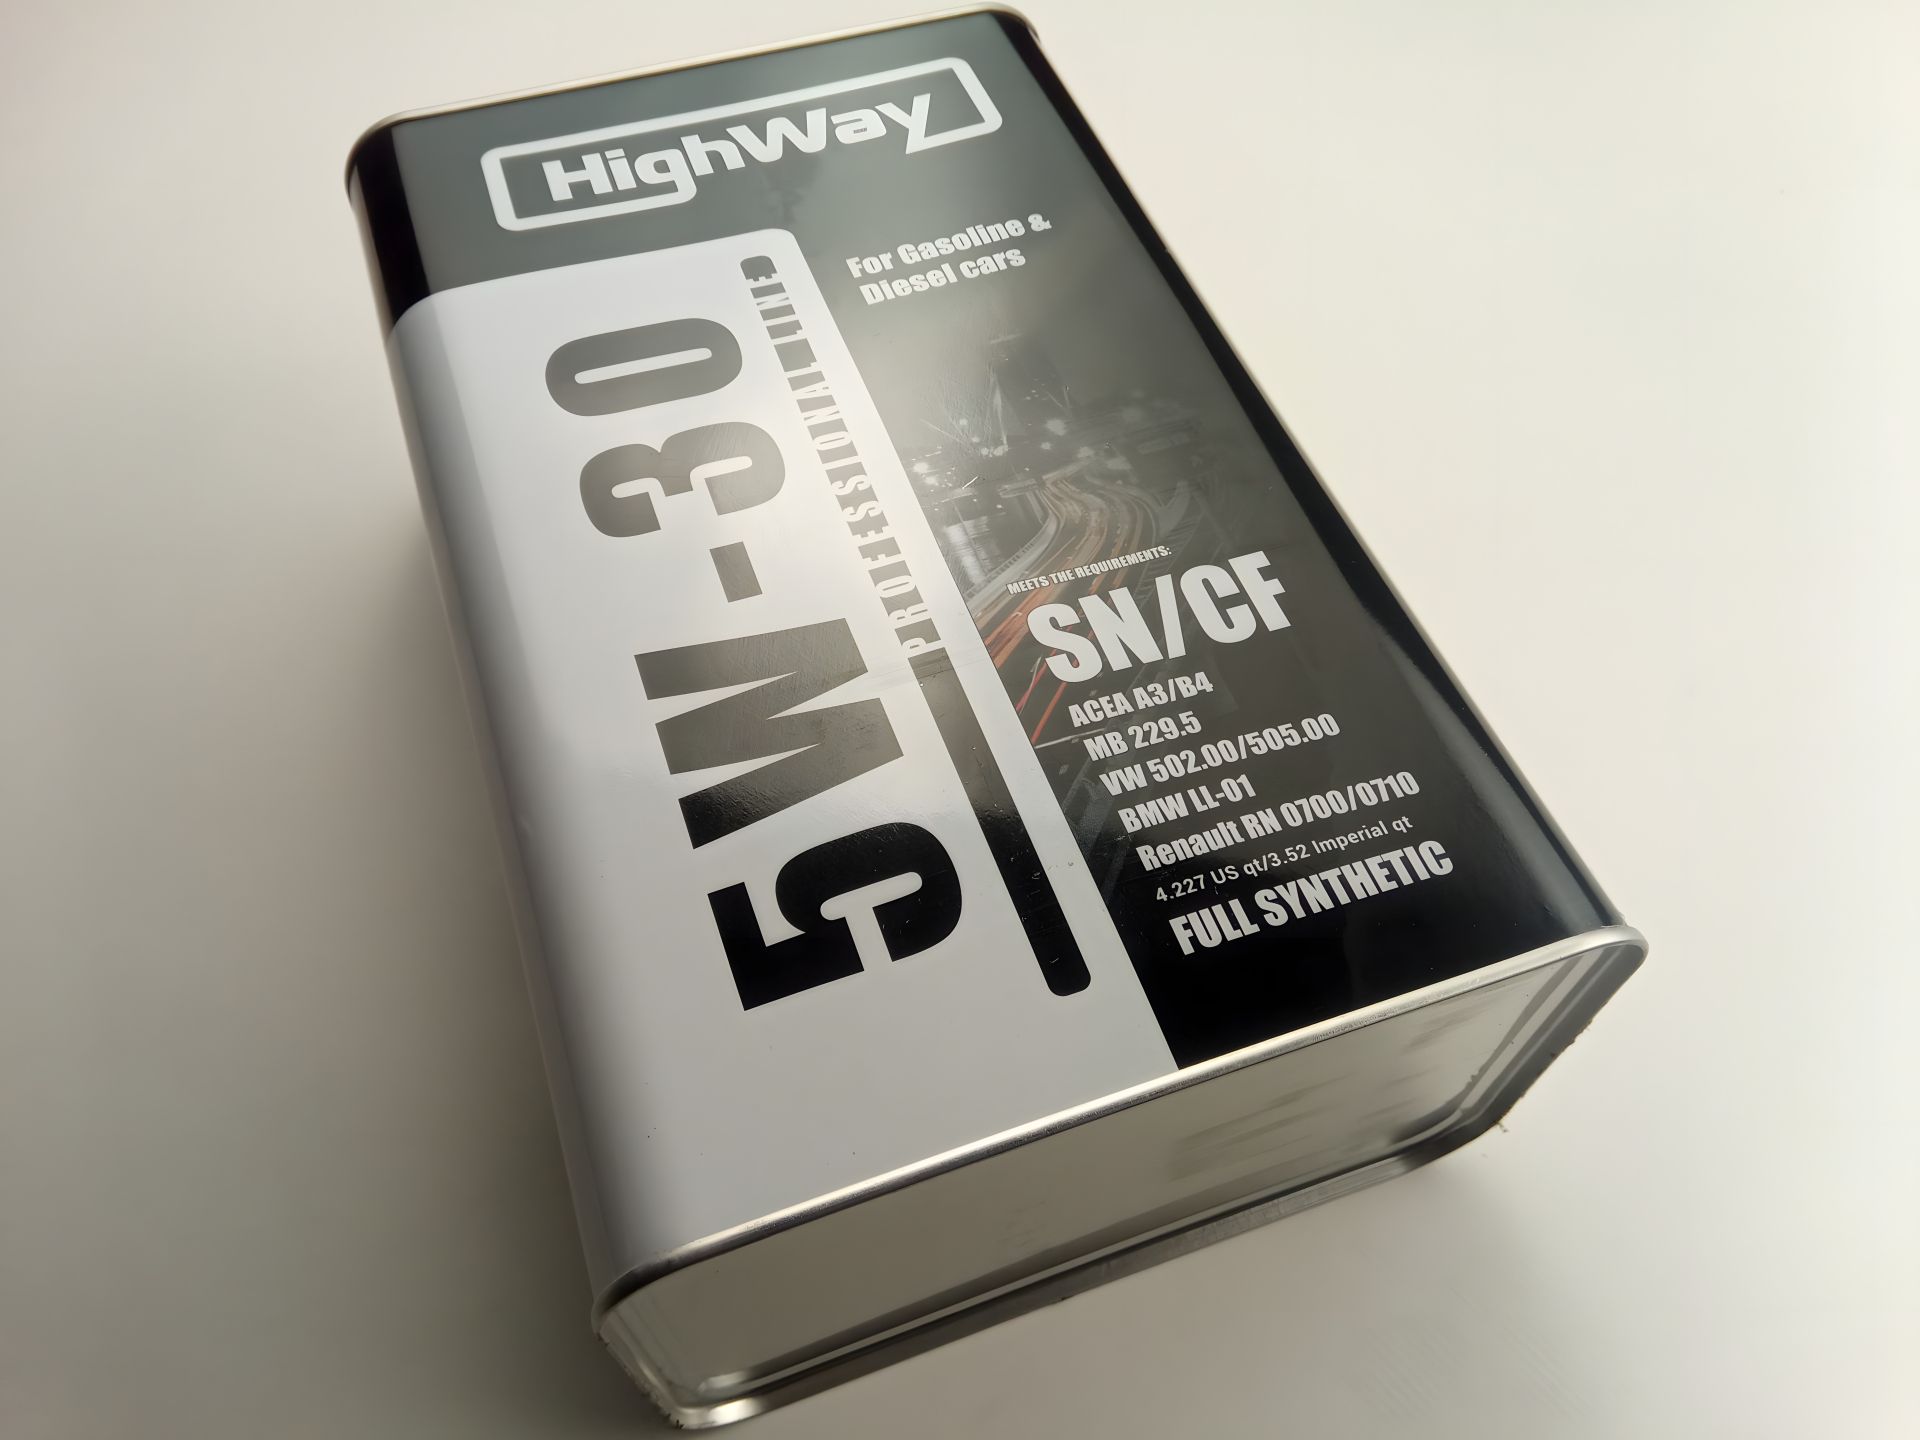 HighWay
For Gasoline &
Diesel cars
5W-30
PROFESSIONAL LINE
MEETS THE REQUIREMENTS:
SN/CF
ACEA A3/B4
MB 229.5
VW 502.00/505.00
BMW LL-01
Renault RN 0700/0710
4.227 US qt/3.52 Imperial qt
FULL SYNTHETIC